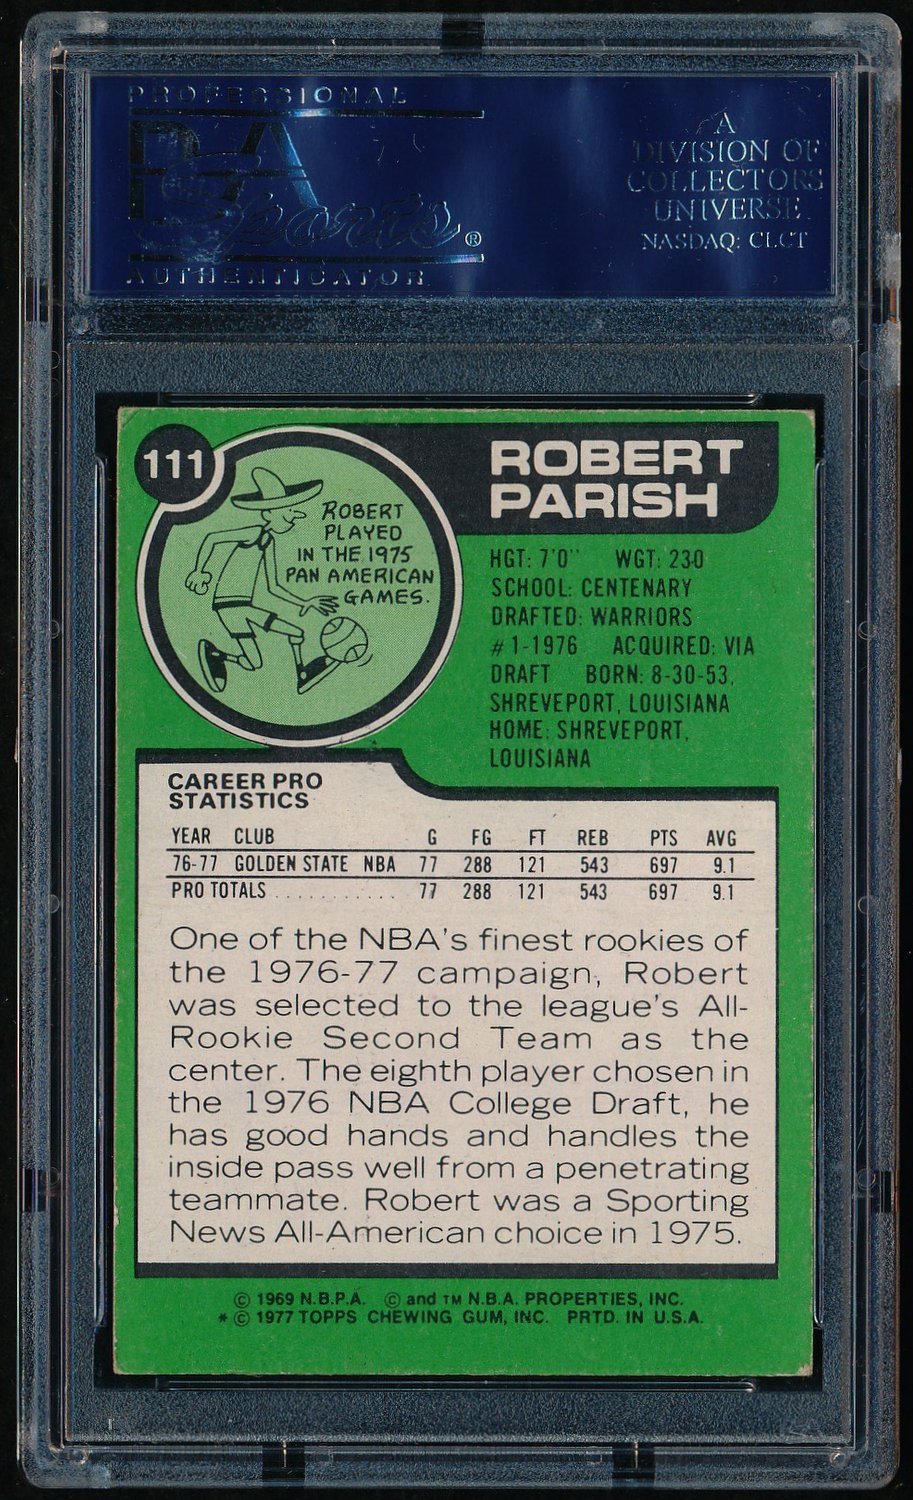 PROFESSIONAL
PSA
Sports®
AUTHENTICATOR
A
DIVISION OF
COLLECTORS
UNIVERSE
NASDAQ: CLCT
111
ROBERT
PLAYED
IN THE 1975
PAN AMERICAN
GAMES.
ROBERT
PARISH
HGT: 7'0" WGT: 230
SCHOOL: CENTENARY
DRAFTED: WARRIORS
#1-1976 ACQUIRED: VIA
DRAFT BORN: 8-30-53,
SHREVEPORT, LOUISIANA
HOME: SHREVEPORT,
LOUISIANA
CAREER PRO
STATISTICS
YEAR CLUB G FG FT REB PTS AVG
76-77 GOLDEN STATE NBA 77 288 121 543 697 9.1
PRO TOTALS . . . . . . . . . . . 77 288 121 543 697 9.1
One of the NBA's finest rookies of
the 1976-77 campaign, Robert
was selected to the league's All-
Rookie Second Team as the
center. The eighth player chosen in
the 1976 NBA College Draft, he
has good hands and handles the
inside pass well from a penetrating
teammate. Robert was a Sporting
News All-American choice in 1975.
© 1969 N.B.P.A. © and TM N.B.A. PROPERTIES, INC.
* © 1977 TOPPS CHEWING GUM, INC. PRTD. IN U.S.A.